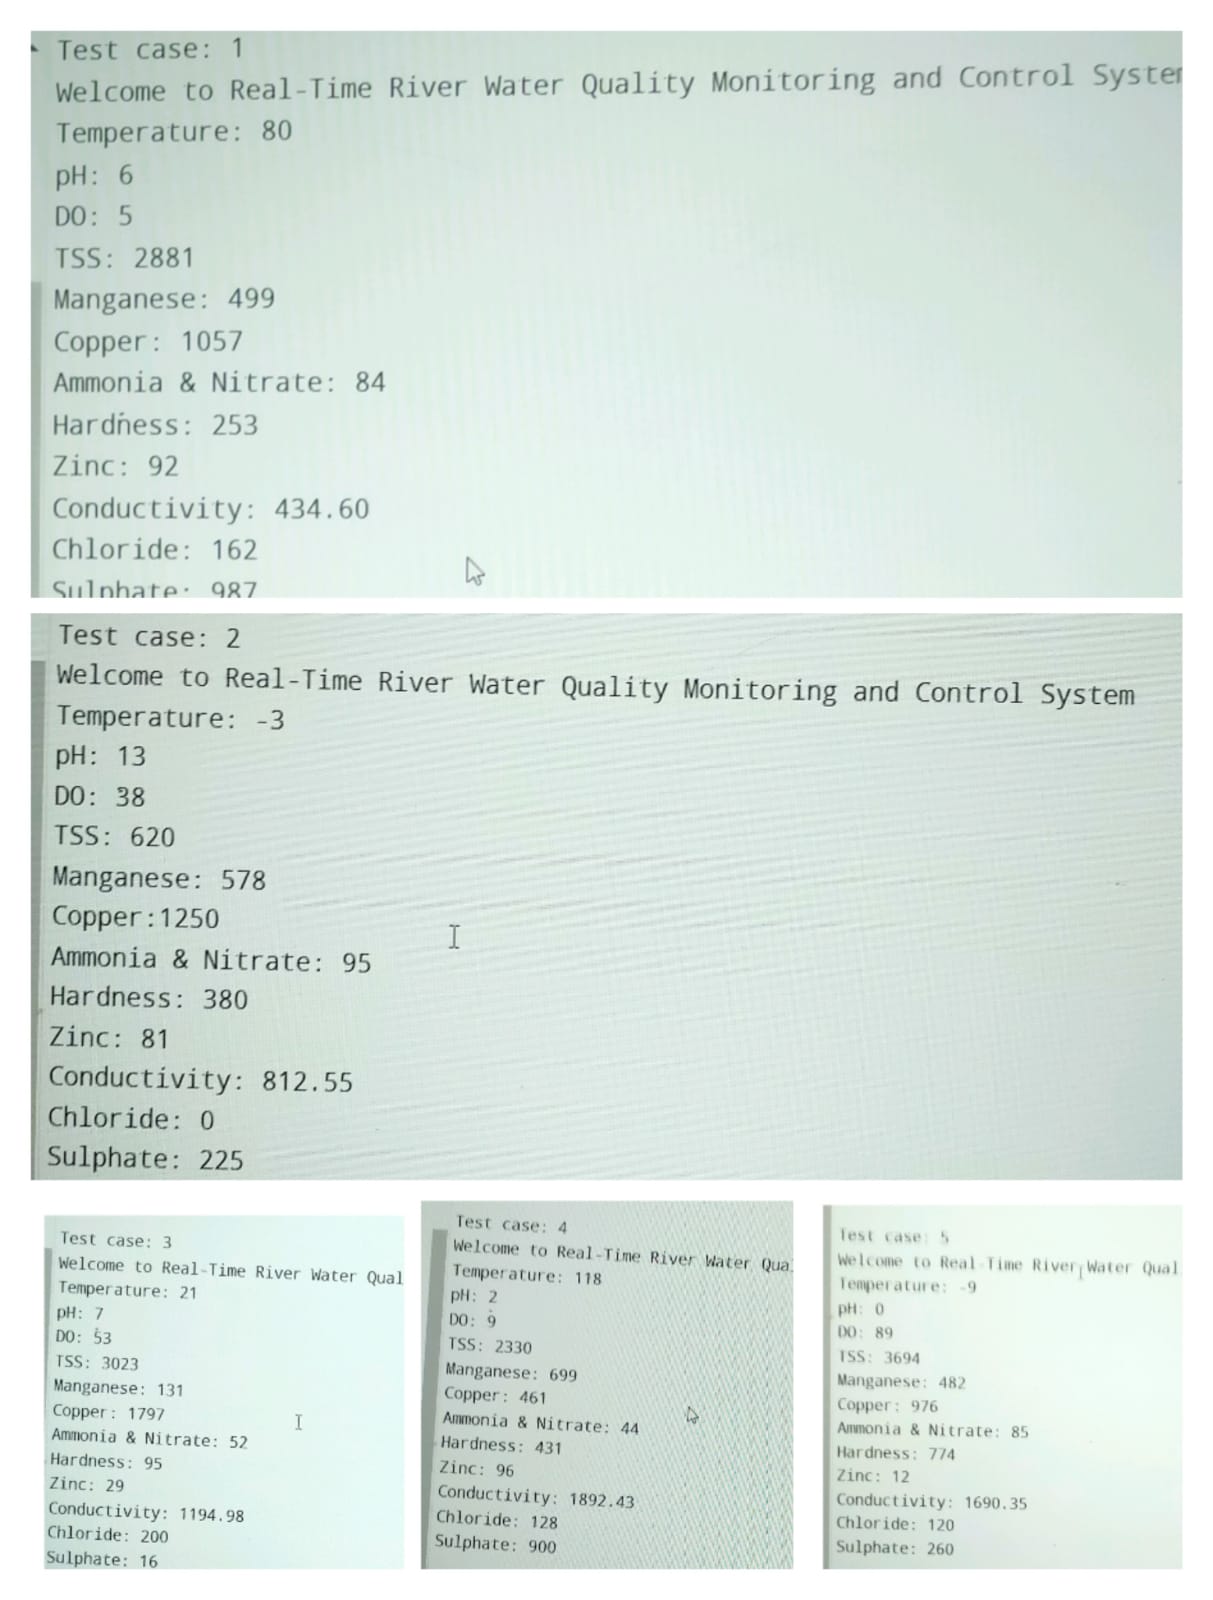 Test case: 1
Welcome to Real-Time River Water Quality Monitoring and Control System
Temperature: 80
pH: 6
DO: 5
TSS: 2881
Manganese: 499
Copper: 1057
Ammonia & Nitrate: 84
Hardness: 253
Zinc: 92
Conductivity: 434.60
Chloride: 162
Sulphate: 987
Test case: 2
Welcome to Real-Time River Water Quality Monitoring and Control System
Temperature: -3
pH: 13
DO: 38
TSS: 620
Manganese: 578
Copper:1250
Ammonia & Nitrate: 95
Hardness: 380
Zinc: 81
Conductivity: 812.55
Chloride: 0
Sulphate: 225
Test case: 3
Welcome to Real-Time River Water Qual
Temperature: 21
pH: 7
DO: 53
TSS: 3023
Manganese: 131
Copper: 1797
Ammonia & Nitrate: 52
Hardness: 95
Zinc: 29
Conductivity: 1194.98
Chloride: 200
Sulphate: 16
Test case: 4
Welcome to Real-Time River Water Qua
Temperature: 118
pH: 2
DO: 9
TSS: 2330
Manganese: 699
Copper: 461
Ammonia & Nitrate: 44
Hardness: 431
Zinc: 96
Conductivity: 1892.43
Chloride: 128
Sulphate: 900
Test case: 5
Welcome to Real-Time River Water Qual
Temperature: -9
pH: 0
DO: 89
TSS: 3694
Manganese: 482
Copper: 976
Ammonia & Nitrate: 85
Hardness: 774
Zinc: 12
Conductivity: 1690.35
Chloride: 120
Sulphate: 260